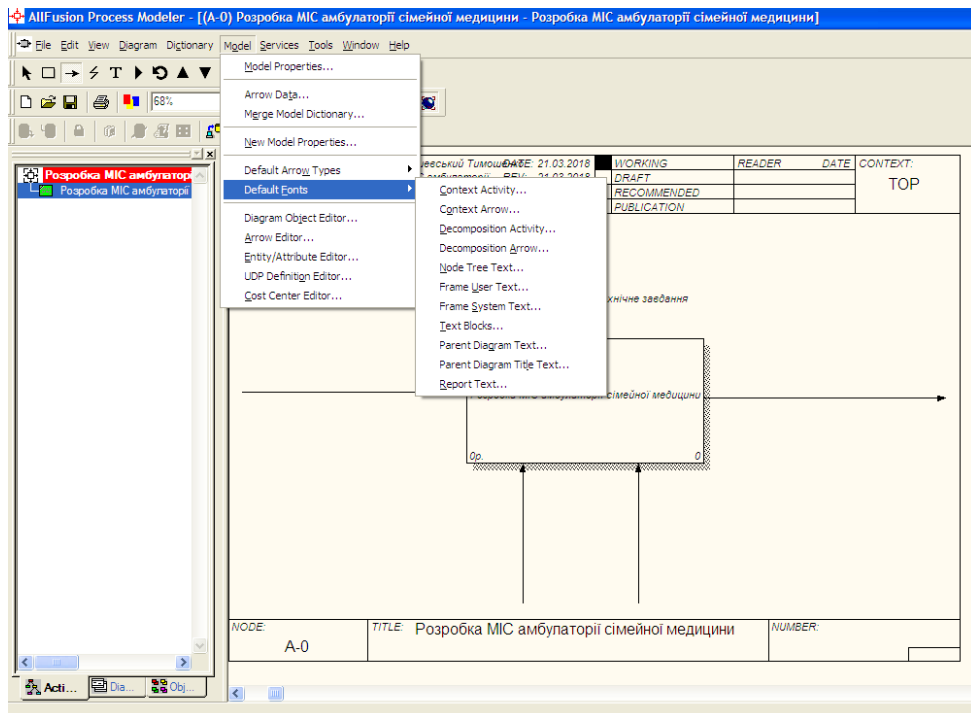 AllFusion Process Modeler - [(A-0) Розробка МІС амбулаторії сімейної медицини - Розробка МІС амбулаторії сімейної медицини]
File Edit View Diagram Dictionary Model Services Tools Window Help
68%
Model Properties...
Arrow Data...
Merge Model Dictionary...
New Model Properties...
Default Arrow Types
Default Fonts
Diagram Object Editor...
Arrow Editor...
Entity/Attribute Editor...
UDP Definition Editor...
Cost Center Editor...
Context Activity...
Context Arrow...
Decomposition Activity...
Decomposition Arrow...
Node Tree Text...
Frame User Text...
Frame System Text...
Text Blocks...
Parent Diagram Text...
Parent Diagram Title Text...
Report Text...
Розробка МІС амбулаторі
Розробка МІС амбулаторії
DATE: 21.03.2018
REV: 21.03.2018
WORKING
DRAFT
RECOMMENDED
PUBLICATION
READER DATE
CONTEXT:
TOP
сімейної медицини
0р. 0
NODE:
A-0
TITLE: Розробка МІС амбулаторії сімейної медицини
NUMBER:
Acti... Dia... Obj...